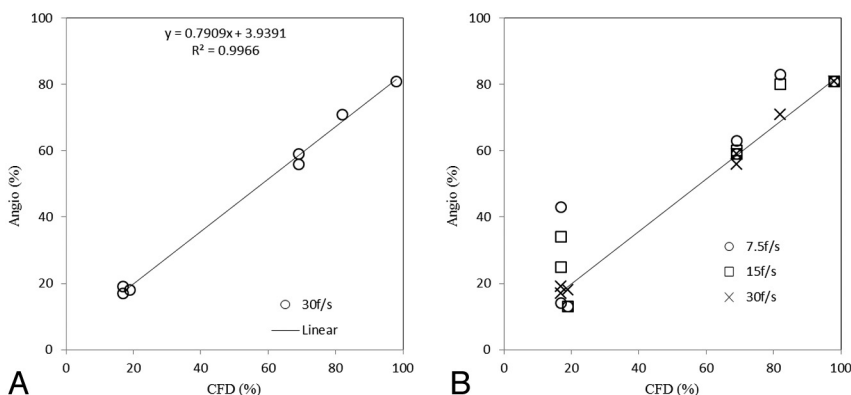 y = 0.7909x + 3.9391
R² = 0.9966
100
80
60
40
20
0
Angio (%)
0
20
40
60
80
100
CFD (%)
30f/s
Linear
A
100
80
60
40
20
0
Angio (%)
0
20
40
60
80
100
CFD (%)
7.5f/s
15f/s
30f/s
B